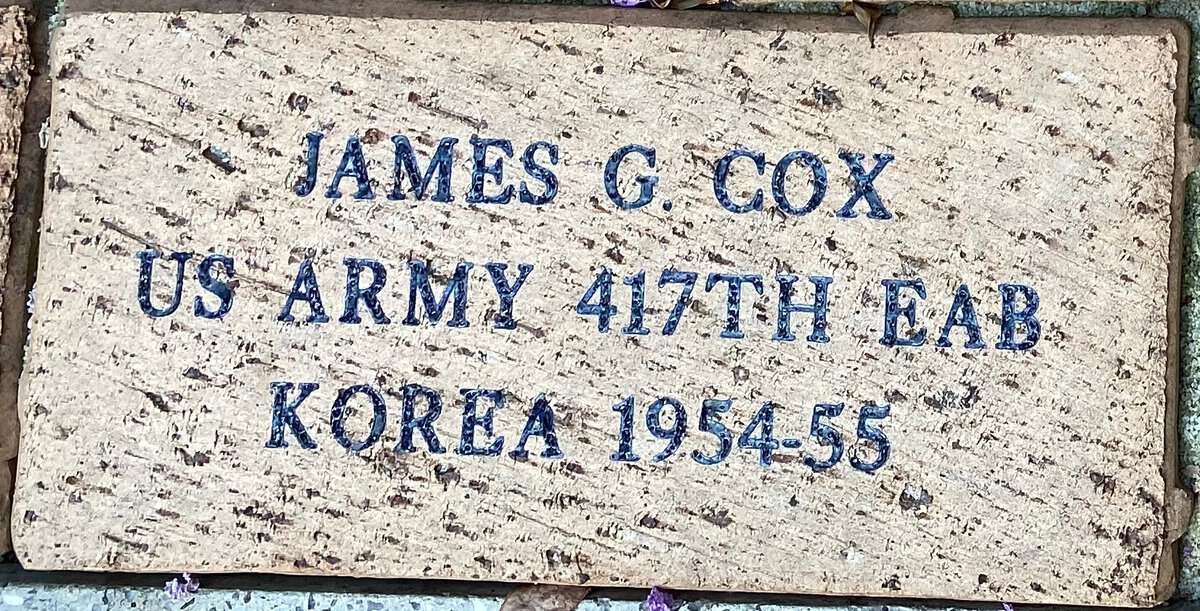 JAMES G. COX
US ARMY 417TH EAB
KOREA 1954-55